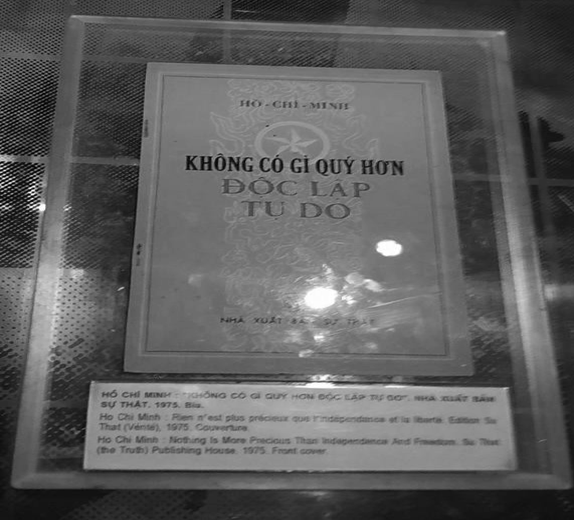 HỒ-CHÍ-MINH
KHÔNG CÓ GÌ QUÝ HƠN
ĐỘC LẬP
TỰ DO
NHÀ XUẤT BẢN SỰ THẬT
HỒ CHÍ MINH : "KHÔNG CÓ GÌ QUÝ HƠN ĐỘC LẬP TỰ DO". NHÀ XUẤT BẢN
SỰ THẬT. 1975. Bìa.
Ho Chi Minh : Rien n'est plus précieux que l'indépendance et la liberté. Edition Su
That (Vérité), 1975. Couverture.
Ho Chi Minh : Nothing Is More Precious Than Independence And Freedom. Su That
(the Truth) Publishing House. 1975. Front cover.